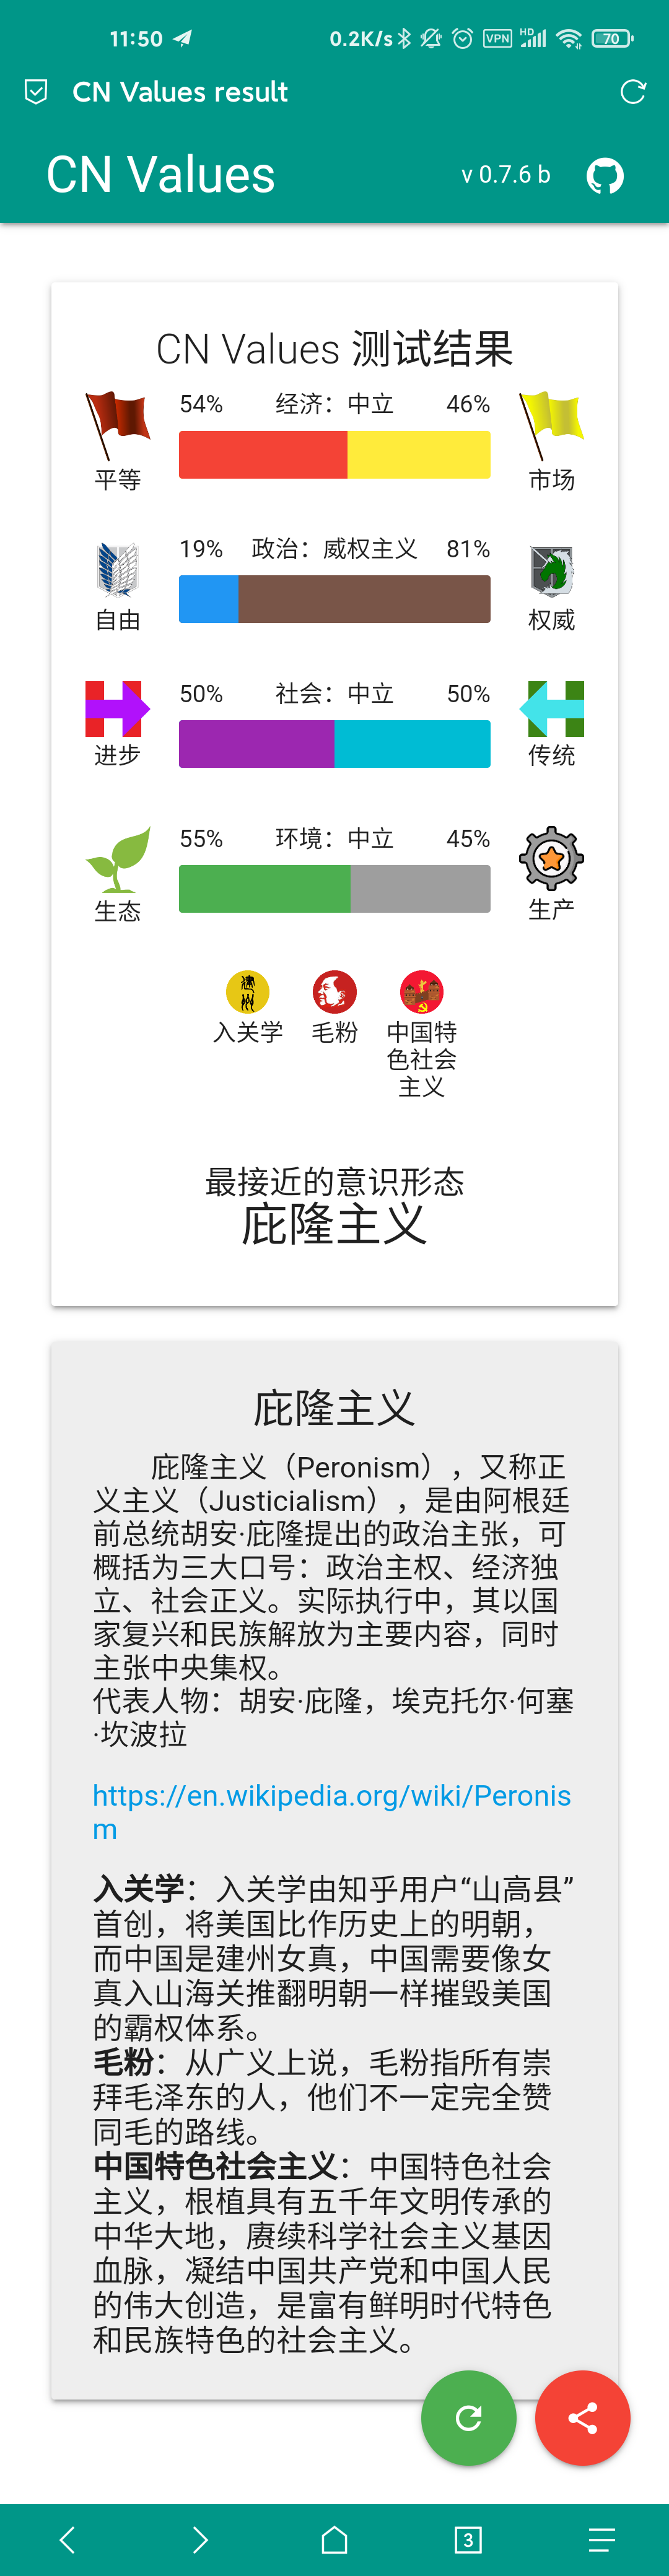 11:50 0.2K/s VPN HD 70
CN Values result
CN Values v 0.7.6 b
CN Values 测试结果
54% 经济：中立 46%
平等 市场
19% 政治：威权主义 81%
自由 权威
50% 社会：中立 50%
进步 传统
55% 环境：中立 45%
生态 生产
入关学 毛粉 中国特
色社会
主义
最接近的意识形态
庇隆主义
庇隆主义
庇隆主义（Peronism），又称正
义主义（Justicialism），是由阿根廷
前总统胡安·庇隆提出的政治主张，可
概括为三大口号：政治主权、经济独
立、社会正义。实际执行中，其以国
家复兴和民族解放为主要内容，同时
主张中央集权。
代表人物：胡安·庇隆，埃克托尔·何塞
·坎波拉
https://en.wikipedia.org/wiki/Peronis
m
入关学：入关学由知乎用户“山高县”
首创，将美国比作历史上的明朝，
而中国是建州女真，中国需要像女
真入山海关推翻明朝一样摧毁美国
的霸权体系。
毛粉：从广义上说，毛粉指所有崇
拜毛泽东的人，他们不一定完全赞
同毛的路线。
中国特色社会主义：中国特色社会
主义，根植具有五千年文明传承的
中华大地，赓续科学社会主义基因
血脉，凝结中国共产党和中国人民
的伟大创造，是富有鲜明时代特色
和民族特色的社会主义。
3